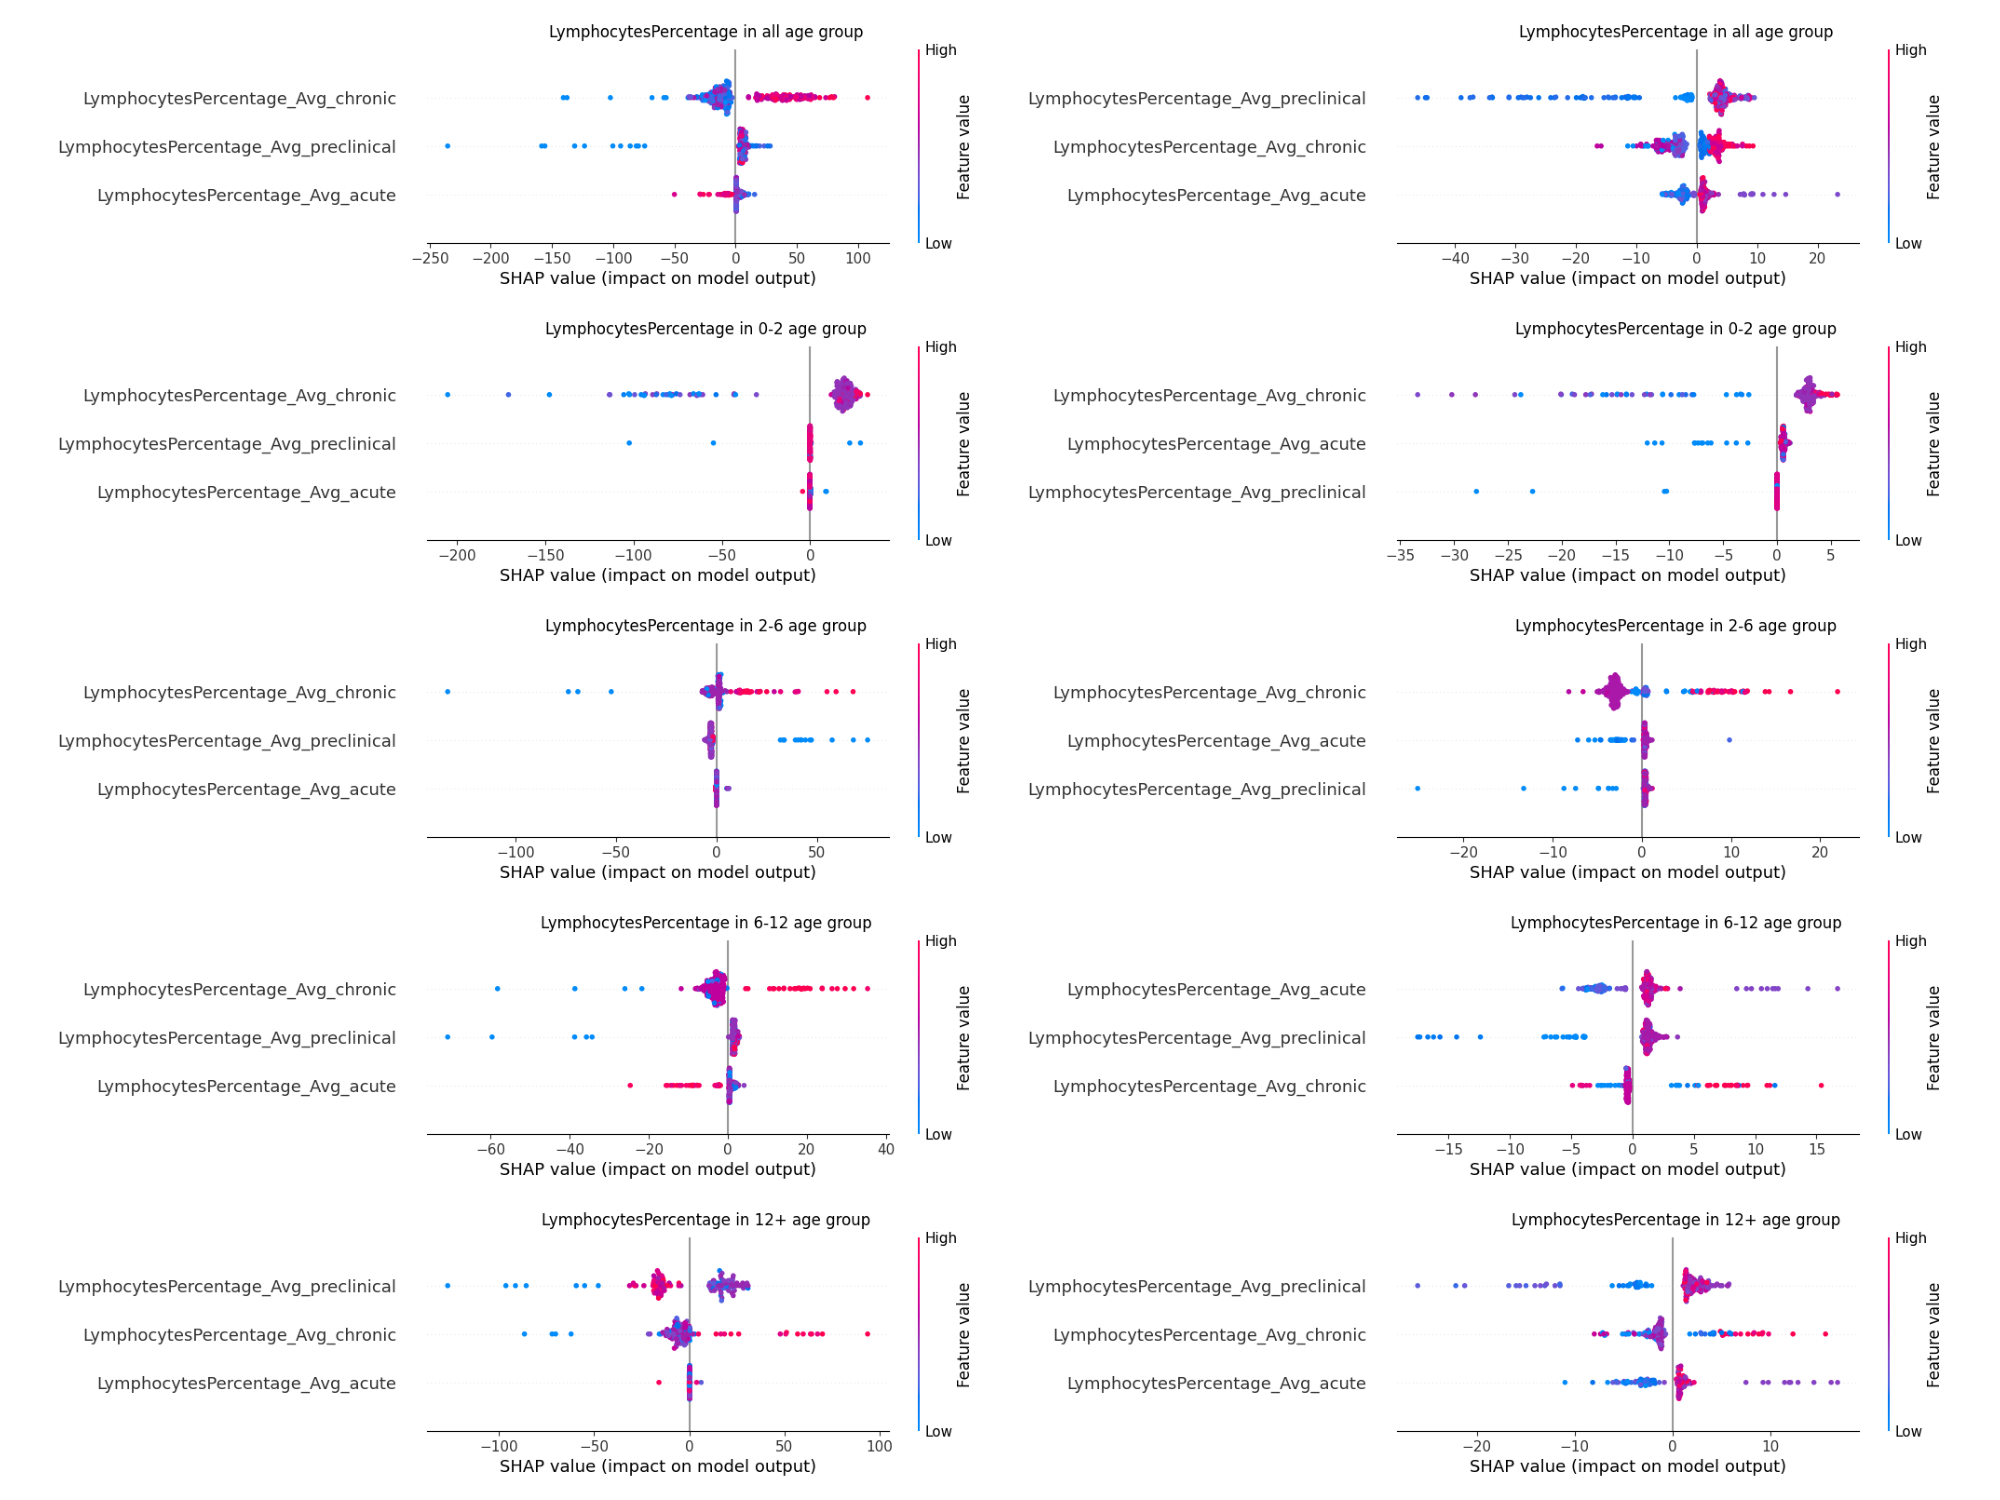 LymphocytesPercentage in all age group
High
LymphocytesPercentage_Avg_chronic
LymphocytesPercentage_Avg_preclinical
LymphocytesPercentage_Avg_acute
Feature value
Low
−250 −200 −150 −100 −50 0 50 100
SHAP value (impact on model output)
LymphocytesPercentage in all age group
High
LymphocytesPercentage_Avg_preclinical
LymphocytesPercentage_Avg_chronic
LymphocytesPercentage_Avg_acute
Feature value
Low
−40 −30 −20 −10 0 10 20
SHAP value (impact on model output)
LymphocytesPercentage in 0-2 age group
High
LymphocytesPercentage_Avg_chronic
LymphocytesPercentage_Avg_preclinical
LymphocytesPercentage_Avg_acute
Feature value
Low
−200 −150 −100 −50 0
SHAP value (impact on model output)
LymphocytesPercentage in 0-2 age group
High
LymphocytesPercentage_Avg_chronic
LymphocytesPercentage_Avg_acute
LymphocytesPercentage_Avg_preclinical
Feature value
Low
−35 −30 −25 −20 −15 −10 −5 0 5
SHAP value (impact on model output)
LymphocytesPercentage in 2-6 age group
High
LymphocytesPercentage_Avg_chronic
LymphocytesPercentage_Avg_preclinical
LymphocytesPercentage_Avg_acute
Feature value
Low
−100 −50 0 50
SHAP value (impact on model output)
LymphocytesPercentage in 2-6 age group
High
LymphocytesPercentage_Avg_chronic
LymphocytesPercentage_Avg_acute
LymphocytesPercentage_Avg_preclinical
Feature value
Low
−20 −10 0 10 20
SHAP value (impact on model output)
LymphocytesPercentage in 6-12 age group
High
LymphocytesPercentage_Avg_chronic
LymphocytesPercentage_Avg_preclinical
LymphocytesPercentage_Avg_acute
Feature value
Low
−60 −40 −20 0 20 40
SHAP value (impact on model output)
LymphocytesPercentage in 6-12 age group
High
LymphocytesPercentage_Avg_acute
LymphocytesPercentage_Avg_preclinical
LymphocytesPercentage_Avg_chronic
Feature value
Low
−15 −10 −5 0 5 10 15
SHAP value (impact on model output)
LymphocytesPercentage in 12+ age group
High
LymphocytesPercentage_Avg_preclinical
LymphocytesPercentage_Avg_chronic
LymphocytesPercentage_Avg_acute
Feature value
Low
−100 −50 0 50 100
SHAP value (impact on model output)
LymphocytesPercentage in 12+ age group
High
LymphocytesPercentage_Avg_preclinical
LymphocytesPercentage_Avg_chronic
LymphocytesPercentage_Avg_acute
Feature value
Low
−20 −10 0 10
SHAP value (impact on model output)